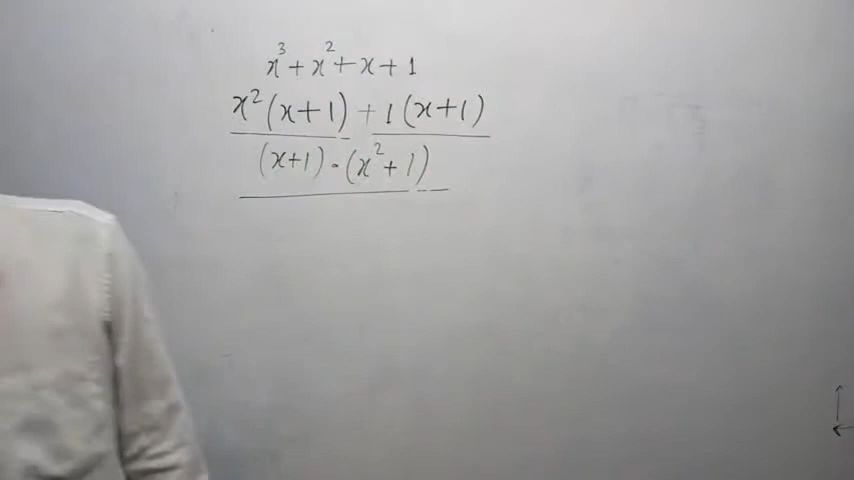 x³ + x² + x + 1
x²(x+1) + 1(x+1)
(x+1) · (x² + 1)